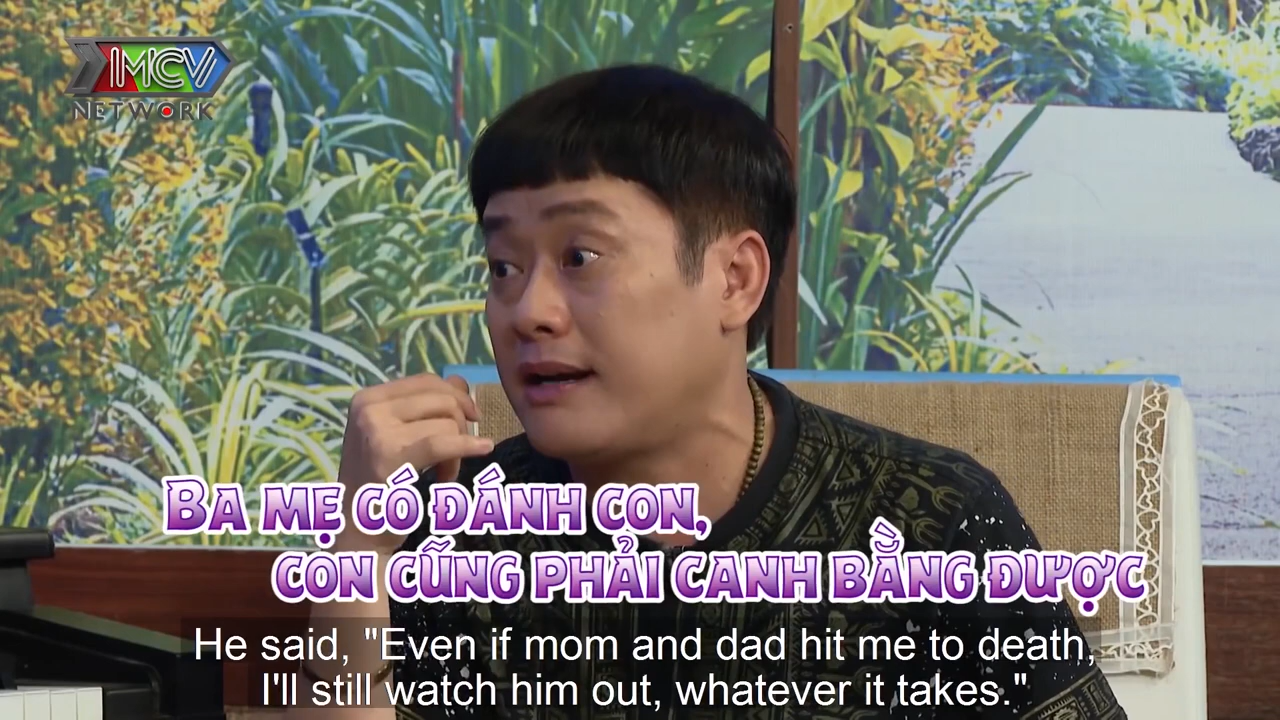 MCV
NETWORK
BA MẸ CÓ ĐÁNH CON,
CON CŨNG PHẢI CANH BẰNG ĐƯỢC
He said, "Even if mom and dad hit me to death,
I'll still watch him out, whatever it takes."